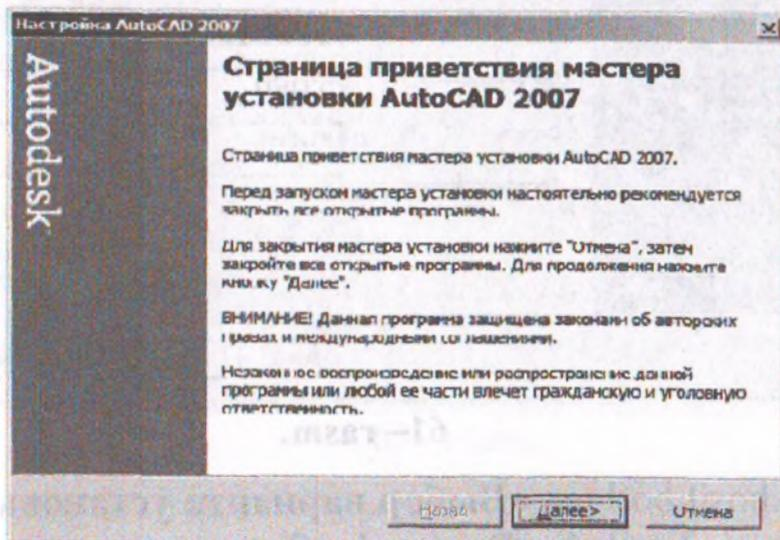 Настройка AutoCAD 2007
Autodesk
Страница приветствия мастера
установки AutoCAD 2007
Страница приветствия мастера установки AutoCAD 2007.
Перед запуском мастера установки настоятельно рекомендуется
закрыть все открытые программы.
Для закрытия мастера установки нажмите "Отмена", затем
закройте все открытые программы. Для продолжения нажмите
кнопку "Далее".
ВНИМАНИЕ! Данная программа защищена законами об авторских
правах и международными соглашениями.
Незаконное воспроизведение или распространение данной
программы или любой ее части влечет гражданскую и уголовную
ответственность.
61–rasm.
вариант установки
Назад
Далее>
Отмена